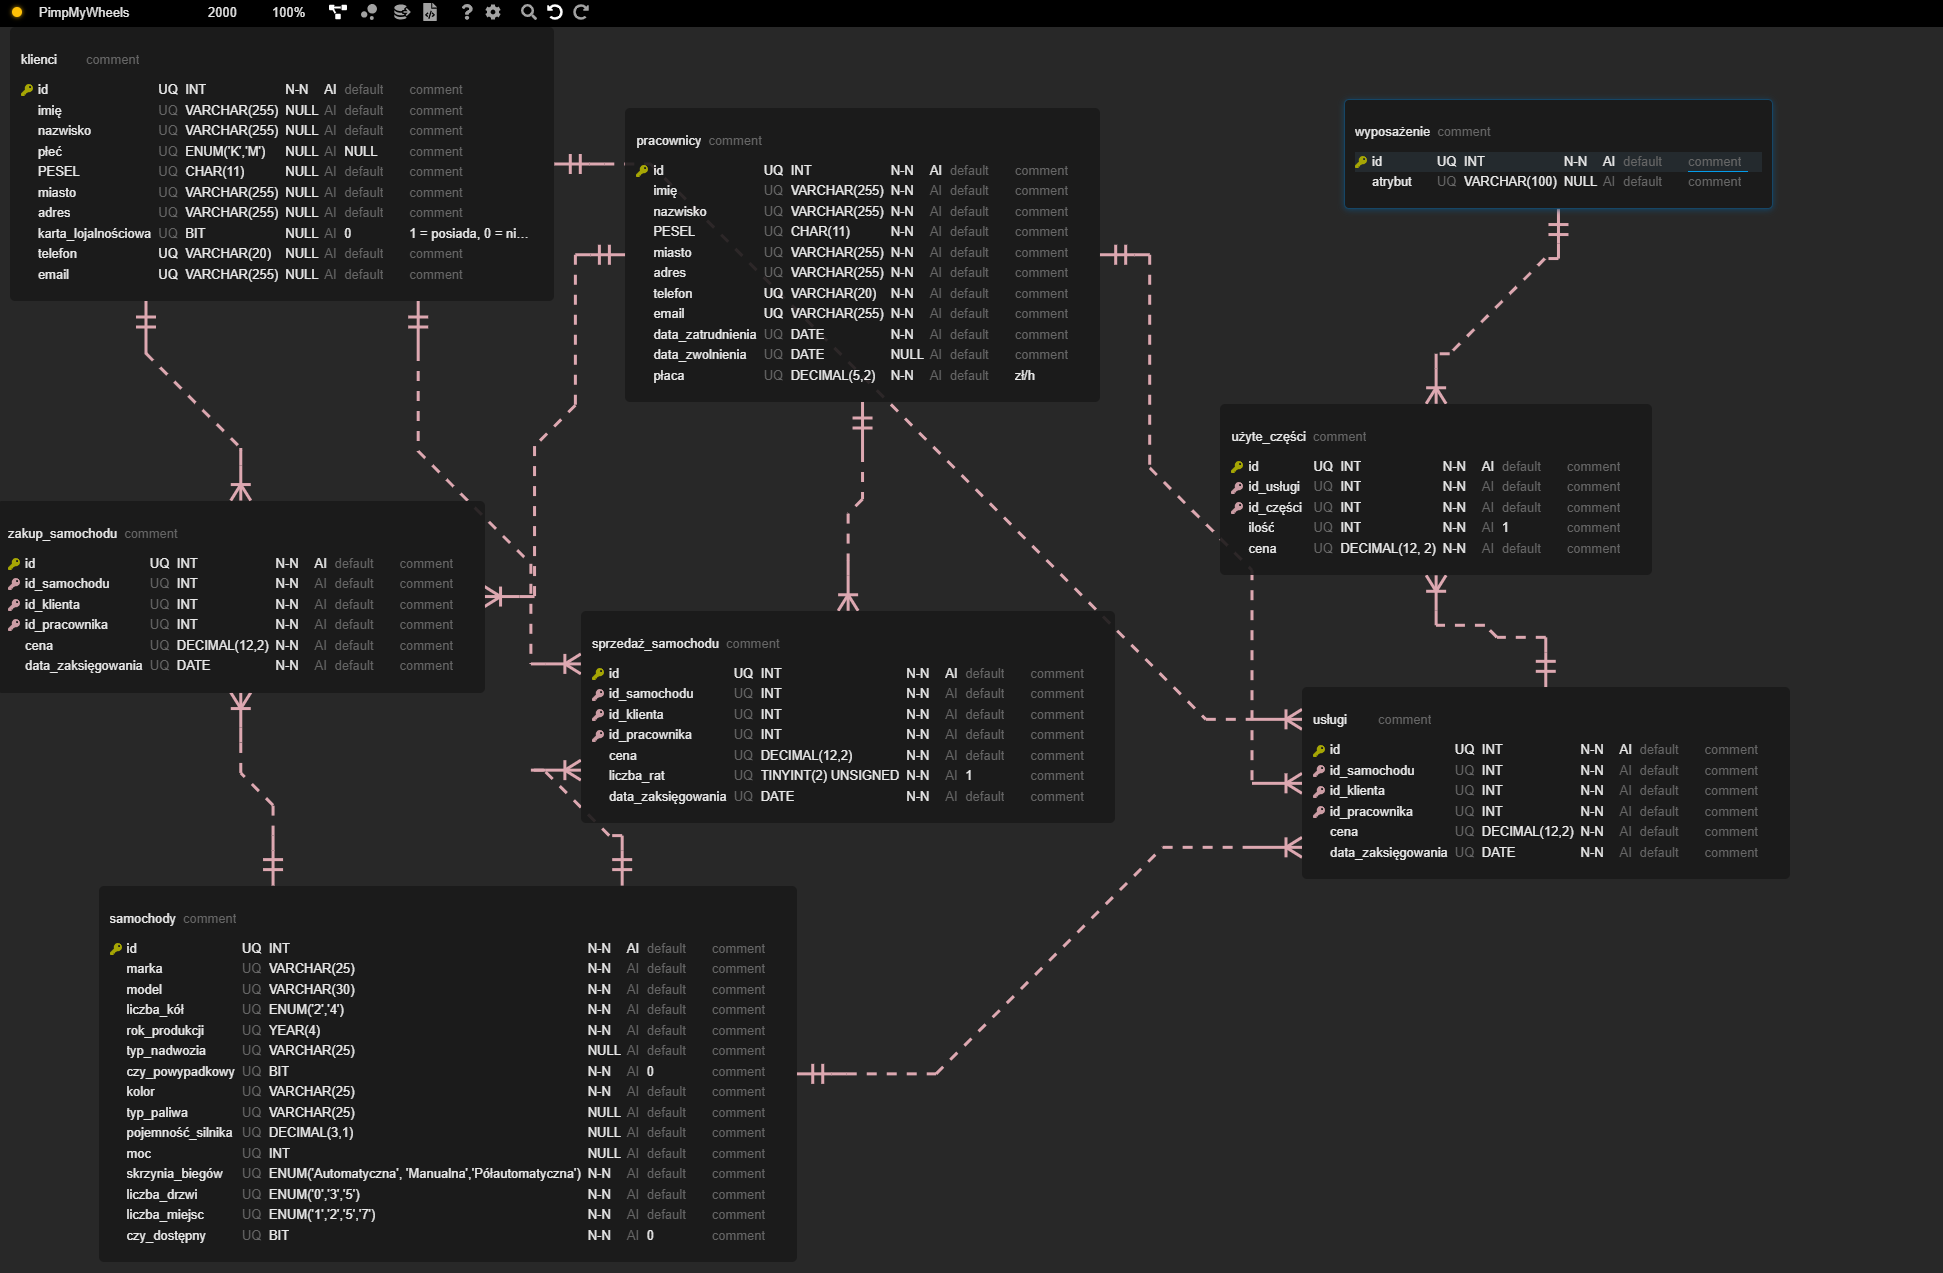 PimpMyWheels 2000 100% ?
klienci comment
id UQ INT N-N AI default comment
imię UQ VARCHAR(255) NULL AI default comment
nazwisko UQ VARCHAR(255) NULL AI default comment
płeć UQ ENUM('K','M') NULL AI NULL comment
PESEL UQ CHAR(11) NULL AI default comment
miasto UQ VARCHAR(255) NULL AI default comment
adres UQ VARCHAR(255) NULL AI default comment
karta_lojalnościowa UQ BIT NULL AI 0 1 = posiada, 0 = ni...
telefon UQ VARCHAR(20) NULL AI default comment
email UQ VARCHAR(255) NULL AI default comment
pracownicy comment
id UQ INT N-N AI default comment
imię UQ VARCHAR(255) N-N AI default comment
nazwisko UQ VARCHAR(255) N-N AI default comment
PESEL UQ CHAR(11) N-N AI default comment
miasto UQ VARCHAR(255) N-N AI default comment
adres UQ VARCHAR(255) N-N AI default comment
telefon UQ VARCHAR(20) N-N AI default comment
email UQ VARCHAR(255) N-N AI default comment
data_zatrudnienia UQ DATE N-N AI default comment
data_zwolnienia UQ DATE NULL AI default comment
płaca UQ DECIMAL(5,2) N-N AI default zł/h
wyposażenie comment
id UQ INT N-N AI default comment
atrybut UQ VARCHAR(100) NULL AI default comment
użyte_części comment
id UQ INT N-N AI default comment
id_usługi UQ INT N-N AI default comment
id_części UQ INT N-N AI default comment
ilość UQ INT N-N AI 1 comment
cena UQ DECIMAL(12, 2) N-N AI default comment
zakup_samochodu comment
id UQ INT N-N AI default comment
id_samochodu UQ INT N-N AI default comment
id_klienta UQ INT N-N AI default comment
id_pracownika UQ INT N-N AI default comment
cena UQ DECIMAL(12,2) N-N AI default comment
data_zaksięgowania UQ DATE N-N AI default comment
sprzedaż_samochodu comment
id UQ INT N-N AI default comment
id_samochodu UQ INT N-N AI default comment
id_klienta UQ INT N-N AI default comment
id_pracownika UQ INT N-N AI default comment
cena UQ DECIMAL(12,2) N-N AI default comment
liczba_rat UQ TINYINT(2) UNSIGNED N-N AI 1 comment
data_zaksięgowania UQ DATE N-N AI default comment
usługi comment
id UQ INT N-N AI default comment
id_samochodu UQ INT N-N AI default comment
id_klienta UQ INT N-N AI default comment
id_pracownika UQ INT N-N AI default comment
cena UQ DECIMAL(12,2) N-N AI default comment
data_zaksięgowania UQ DATE N-N AI default comment
samochody comment
id UQ INT N-N AI default comment
marka UQ VARCHAR(25) N-N AI default comment
model UQ VARCHAR(30) N-N AI default comment
liczba_kół UQ ENUM('2','4') N-N AI default comment
rok_produkcji UQ YEAR(4) N-N AI default comment
typ_nadwozia UQ VARCHAR(25) NULL AI default comment
czy_powypadkowy UQ BIT N-N AI 0 comment
kolor UQ VARCHAR(25) N-N AI default comment
typ_paliwa UQ VARCHAR(25) NULL AI default comment
pojemność_silnika UQ DECIMAL(3,1) NULL AI default comment
moc UQ INT NULL AI default comment
skrzynia_biegów UQ ENUM('Automatyczna', 'Manualna','Półautomatyczna') N-N AI default comment
liczba_drzwi UQ ENUM('0','3','5') N-N AI default comment
liczba_miejsc UQ ENUM('1','2','5','7') N-N AI default comment
czy_dostępny UQ BIT N-N AI 0 comment